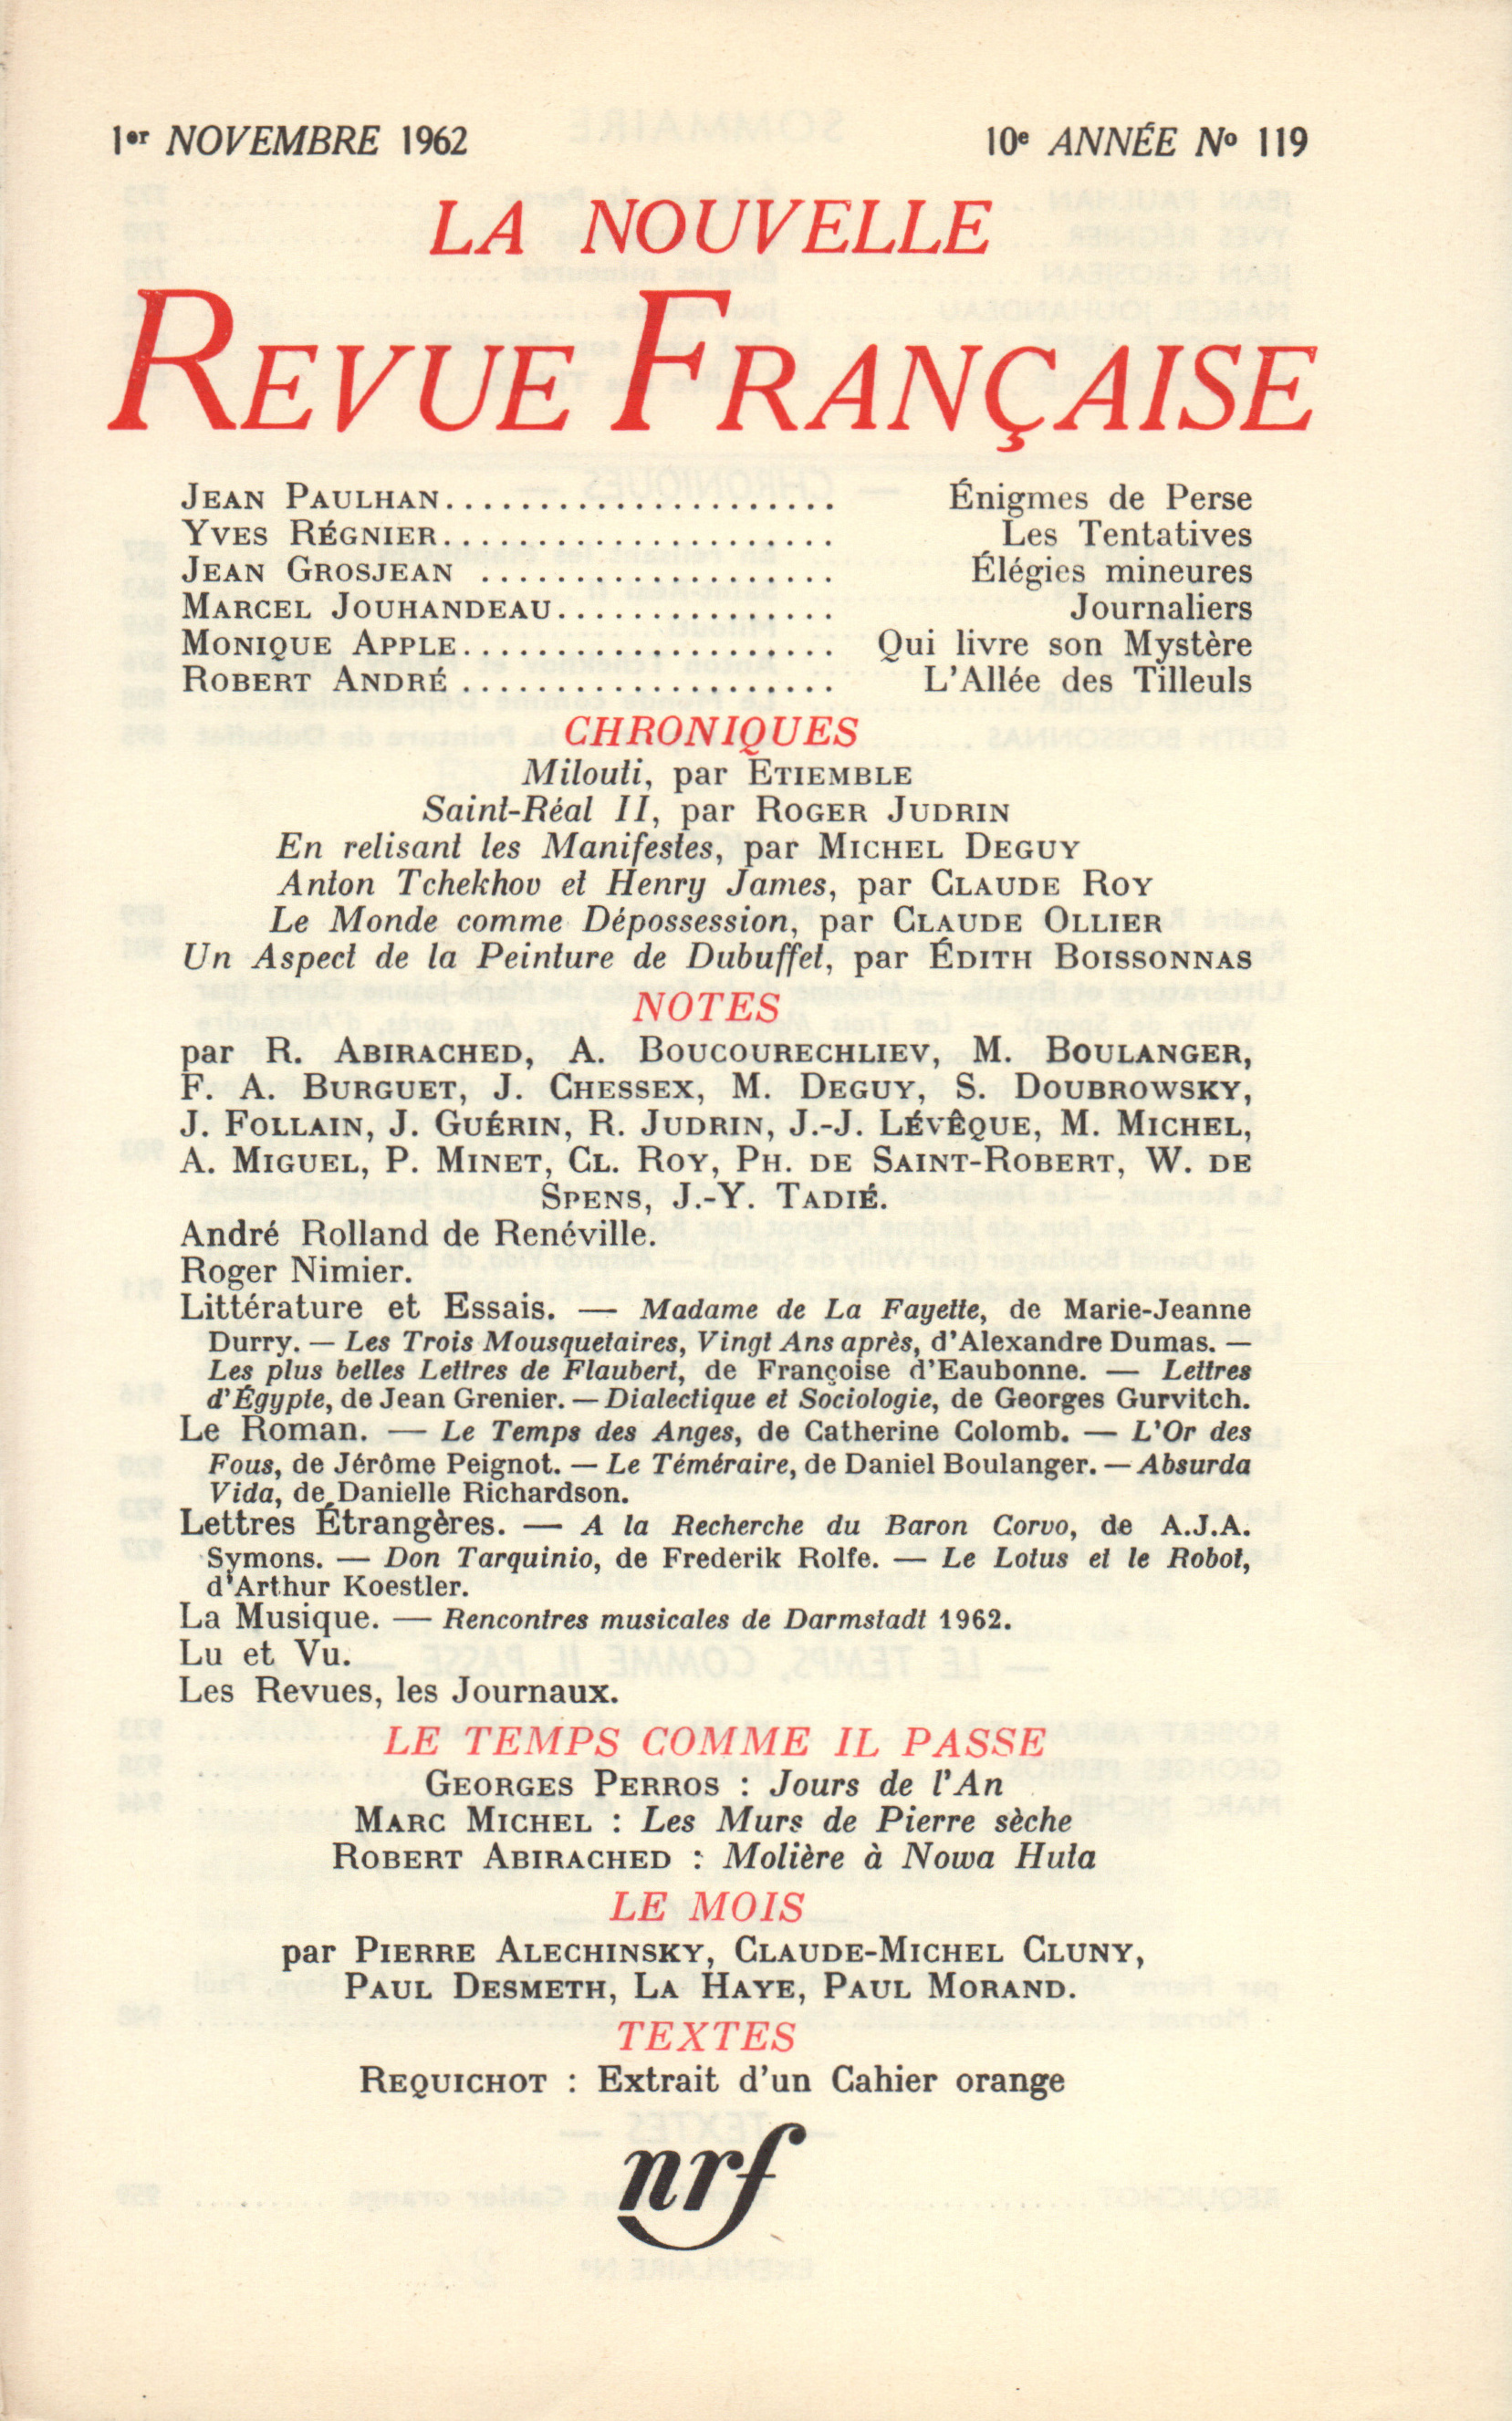 1er NOVEMBRE 1962 10e ANNÉE No 119
LA NOUVELLE
REVUE FRANÇAISE
JEAN PAULHAN..................... Énigmes de Perse
YVES RÉGNIER..................... Les Tentatives
JEAN GROSJEAN ................... Élégies mineures
MARCEL JOUHANDEAU............... Journaliers
MONIQUE APPLE.................... Qui livre son Mystère
ROBERT ANDRÉ .................... L'Allée des Tilleuls
CHRONIQUES
Milouti, par ETIEMBLE
Saint-Réal II, par ROGER JUDRIN
En relisant les Manifestes, par MICHEL DEGUY
Anton Tchekhov et Henry James, par CLAUDE ROY
Le Monde comme Dépossession, par CLAUDE OLLIER
Un Aspect de la Peinture de Dubuffet, par ÉDITH BOISSONNAS
NOTES
par R. ABIRACHED, A. BOUCOURECHLIEV, M. BOULANGER,
F. A. BURGUET, J. CHESSEX, M. DEGUY, S. DOUBROWSKY,
J. FOLLAIN, J. GUÉRIN, R. JUDRIN, J.-J. LÉVÊQUE, M. MICHEL,
A. MIGUEL, P. MINET, CL. ROY, PH. DE SAINT-ROBERT, W. DE
SPENS, J.-Y. TADIÉ.
André Rolland de Renéville.
Roger Nimier.
Littérature et Essais. — Madame de La Fayette, de Marie-Jeanne
Durry. — Les Trois Mousquetaires, Vingt Ans après, d'Alexandre Dumas. —
Les plus belles Lettres de Flaubert, de Françoise d'Eaubonne. — Lettres
d'Égypte, de Jean Grenier. — Dialectique et Sociologie, de Georges Gurvitch.
Le Roman. — Le Temps des Anges, de Catherine Colomb. — L'Or des
Fous, de Jérôme Peignot. — Le Téméraire, de Daniel Boulanger. — Absurda
Vida, de Danielle Richardson.
Lettres Étrangères. — A la Recherche du Baron Corvo, de A.J.A.
Symons. — Don Tarquinio, de Frederik Rolfe. — Le Lotus et le Robot,
d'Arthur Koestler.
La Musique. — Rencontres musicales de Darmstadt 1962.
Lu et Vu.
Les Revues, les Journaux.
LE TEMPS COMME IL PASSE
GEORGES PERROS : Jours de l'An
MARC MICHEL : Les Murs de Pierre sèche
ROBERT ABIRACHED : Molière à Nowa Huta
LE MOIS
par PIERRE ALECHINSKY, CLAUDE-MICHEL CLUNY,
PAUL DESMETH, LA HAYE, PAUL MORAND.
TEXTES
REQUICHOT : Extrait d'un Cahier orange
nrf